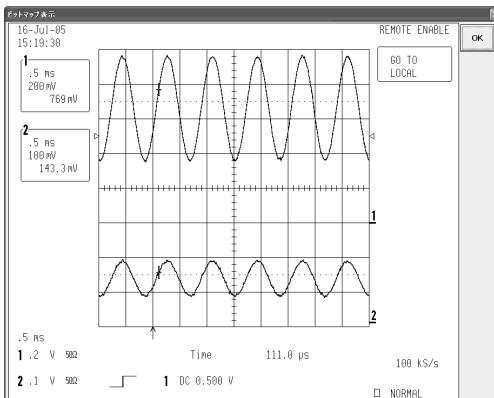 ビットマップ表示
16-Jul-05
15:19:30
REMOTE ENABLE
OK
GO TO
LOCAL
1
.5 ms
200mV
769mV
2
.5 ms
100mV
143.3mV
1
2
.5 ms
1 .2 V 50Ω
Time 111.0 µs
100 kS/s
2 .1 V 50Ω
1 DC 0.500 V
NORMAL